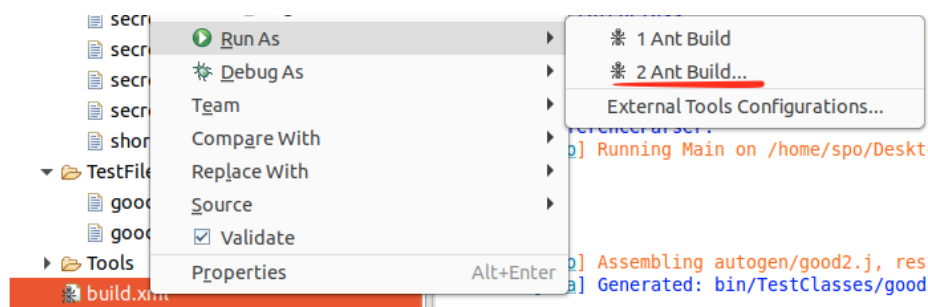 secre
Run As
1 Ant Build
secre
Debug As
2 Ant Build...
secre
Team
External Tools Configurations...
secre
Compare With
shor
o] Running Main on /home/spo/Deskt
TestFile
Replace With
good
Source
good
Validate
Tools
o] Assembling autogen/good2.j, res
Properties Alt+Enter
a] Generated: bin/TestClasses/good
build.xml